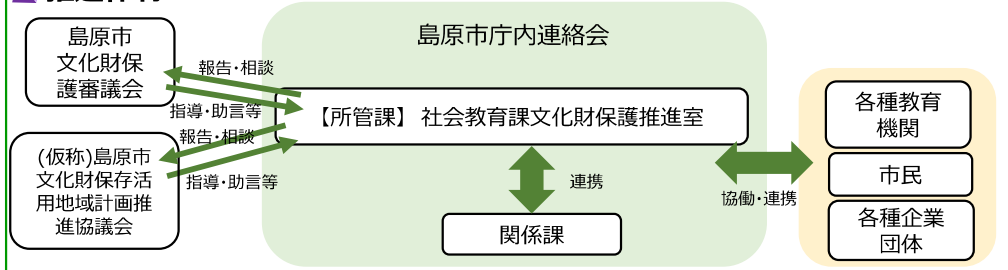 島原市
文化財保
護審議会
(仮称)島原市
文化財保存活
用地域計画推
進協議会
報告・相談
指導・助言等
報告・相談
指導・助言等
島原市庁内連絡会
【所管課】 社会教育課文化財保護推進室
連携
関係課
協働・連携
各種教育
機関
市民
各種企業
団体